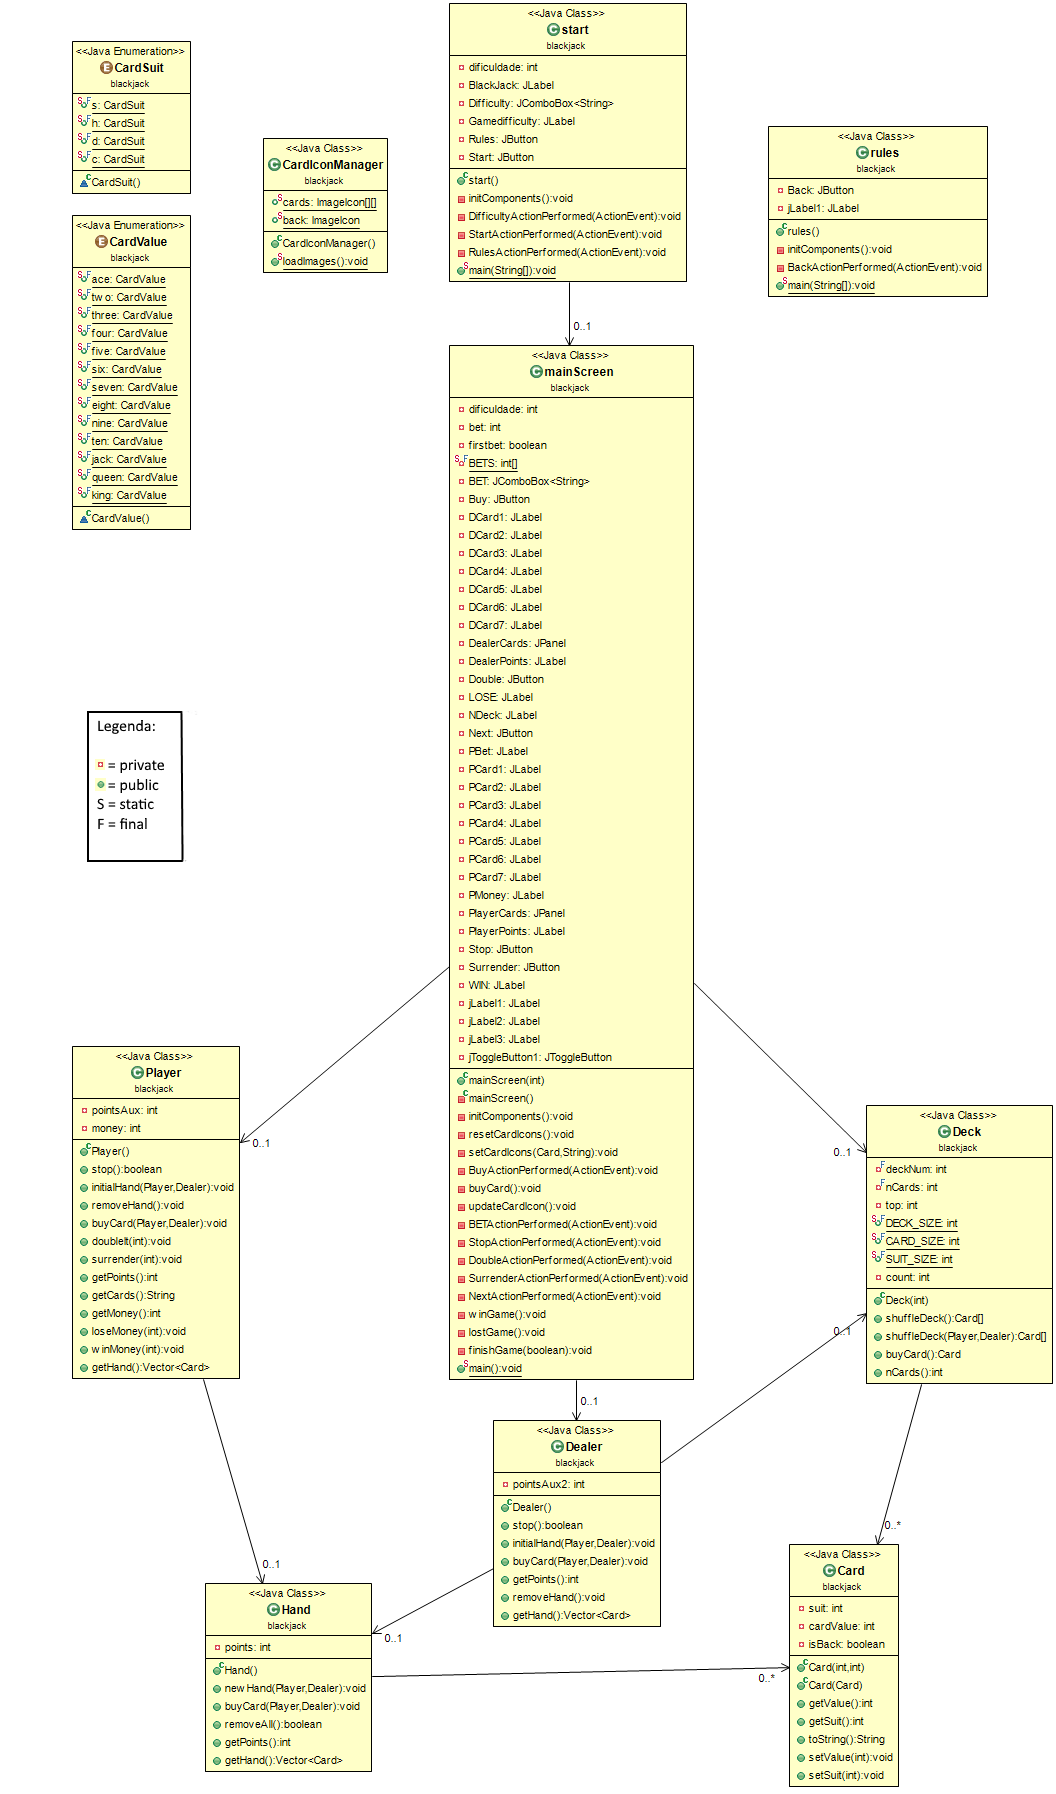 <<Java Enumeration>>
CardSuit
blackjack
s: CardSuit
h: CardSuit
d: CardSuit
c: CardSuit
CardSuit()
<<Java Enumeration>>
CardValue
blackjack
ace: CardValue
two: CardValue
three: CardValue
four: CardValue
five: CardValue
six: CardValue
seven: CardValue
eight: CardValue
nine: CardValue
ten: CardValue
jack: CardValue
queen: CardValue
king: CardValue
CardValue()
<<Java Class>>
CardIconManager
blackjack
cards: ImageIcon[][]
back: ImageIcon
CardIconManager()
loadImages():void
<<Java Class>>
start
blackjack
dificuldade: int
BlackJack: JLabel
Difficulty: JComboBox<String>
Gamedifficulty: JLabel
Rules: JButton
Start: JButton
start()
initComponents():void
DifficultyActionPerformed(ActionEvent):void
StartActionPerformed(ActionEvent):void
RulesActionPerformed(ActionEvent):void
main(String[]):void
<<Java Class>>
rules
blackjack
Back: JButton
jLabel1: JLabel
rules()
initComponents():void
BackActionPerformed(ActionEvent):void
main(String[]):void
0..1
<<Java Class>>
mainScreen
blackjack
dificuldade: int
bet: int
firstbet: boolean
BETS: int[]
BET: JComboBox<String>
Buy: JButton
DCard1: JLabel
DCard2: JLabel
DCard3: JLabel
DCard4: JLabel
DCard5: JLabel
DCard6: JLabel
DCard7: JLabel
DealerCards: JPanel
DealerPoints: JLabel
Double: JButton
LOSE: JLabel
NDeck: JLabel
Next: JButton
PBet: JLabel
PCard1: JLabel
PCard2: JLabel
PCard3: JLabel
PCard4: JLabel
PCard5: JLabel
PCard6: JLabel
PCard7: JLabel
PMoney: JLabel
PlayerCards: JPanel
PlayerPoints: JLabel
Stop: JButton
Surrender: JButton
WIN: JLabel
jLabel1: JLabel
jLabel2: JLabel
jLabel3: JLabel
jToggleButton1: JToggleButton
mainScreen(int)
mainScreen()
initComponents():void
resetCardIcons():void
setCardIcons(Card,String):void
BuyActionPerformed(ActionEvent):void
buyCard():void
updateCardIcon():void
BETActionPerformed(ActionEvent):void
StopActionPerformed(ActionEvent):void
DoubleActionPerformed(ActionEvent):void
SurrenderActionPerformed(ActionEvent):void
NextActionPerformed(ActionEvent):void
winGame():void
lostGame():void
finishGame(boolean):void
main():void
Legenda:
= private
= public
S = static
F = final
<<Java Class>>
Player
blackjack
pointsAux: int
money: int
Player()
stop():boolean
initialHand(Player,Dealer):void
removeHand():void
buyCard(Player,Dealer):void
doubleIt(int):void
surrender(int):void
getPoints():int
getCards():String
getMoney():int
loseMoney(int):void
winMoney(int):void
getHand():Vector<Card>
0..1
0..1
<<Java Class>>
Deck
blackjack
deckNum: int
nCards: int
top: int
DECK_SIZE: int
CARD_SIZE: int
SUIT_SIZE: int
count: int
Deck(int)
shuffleDeck():Card[]
shuffleDeck(Player,Dealer):Card[]
buyCard():Card
nCards():int
0..1
0..1
<<Java Class>>
Dealer
blackjack
pointsAux2: int
Dealer()
stop():boolean
initialHand(Player,Dealer):void
buyCard(Player,Dealer):void
getPoints():int
removeHand():void
getHand():Vector<Card>
0..*
0..1
<<Java Class>>
Hand
blackjack
points: int
Hand()
newHand(Player,Dealer):void
buyCard(Player,Dealer):void
removeAll():boolean
getPoints():int
getHand():Vector<Card>
0..1
0..*
<<Java Class>>
Card
blackjack
suit: int
cardValue: int
isBack: boolean
Card(int,int)
Card(Card)
getValue():int
getSuit():int
toString():String
setValue(int):void
setSuit(int):void